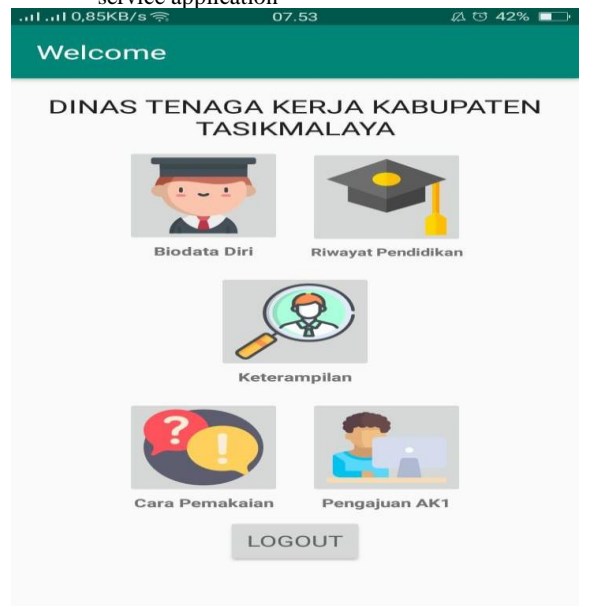 service application
0,85KB/s 07.53 42%
Welcome
DINAS TENAGA KERJA KABUPATEN
TASIKMALAYA
Biodata Diri Riwayat Pendidikan
Keterampilan
? !
Cara Pemakaian Pengajuan AK1
LOGOUT